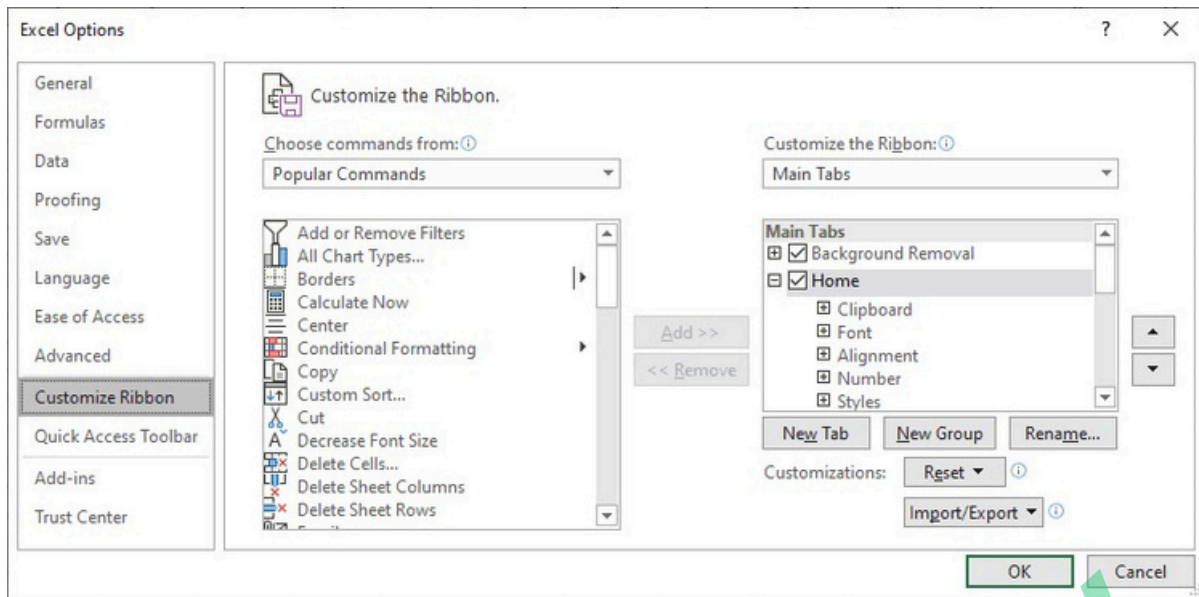 Excel Options
?
General
Formulas
Data
Proofing
Save
Language
Ease of Access
Advanced
Customize Ribbon
Quick Access Toolbar
Add-ins
Trust Center
Customize the Ribbon.
Choose commands from:
Popular Commands
Add or Remove Filters
All Chart Types...
Borders
Calculate Now
Center
Conditional Formatting
Copy
Custom Sort...
Cut
Decrease Font Size
Delete Cells...
Delete Sheet Columns
Delete Sheet Rows
Add >>
<< Remove
Customize the Ribbon:
Main Tabs
Main Tabs
Background Removal
Home
Clipboard
Font
Alignment
Number
Styles
New Tab New Group Rename...
Customizations: Reset
Import/Export
OK Cancel